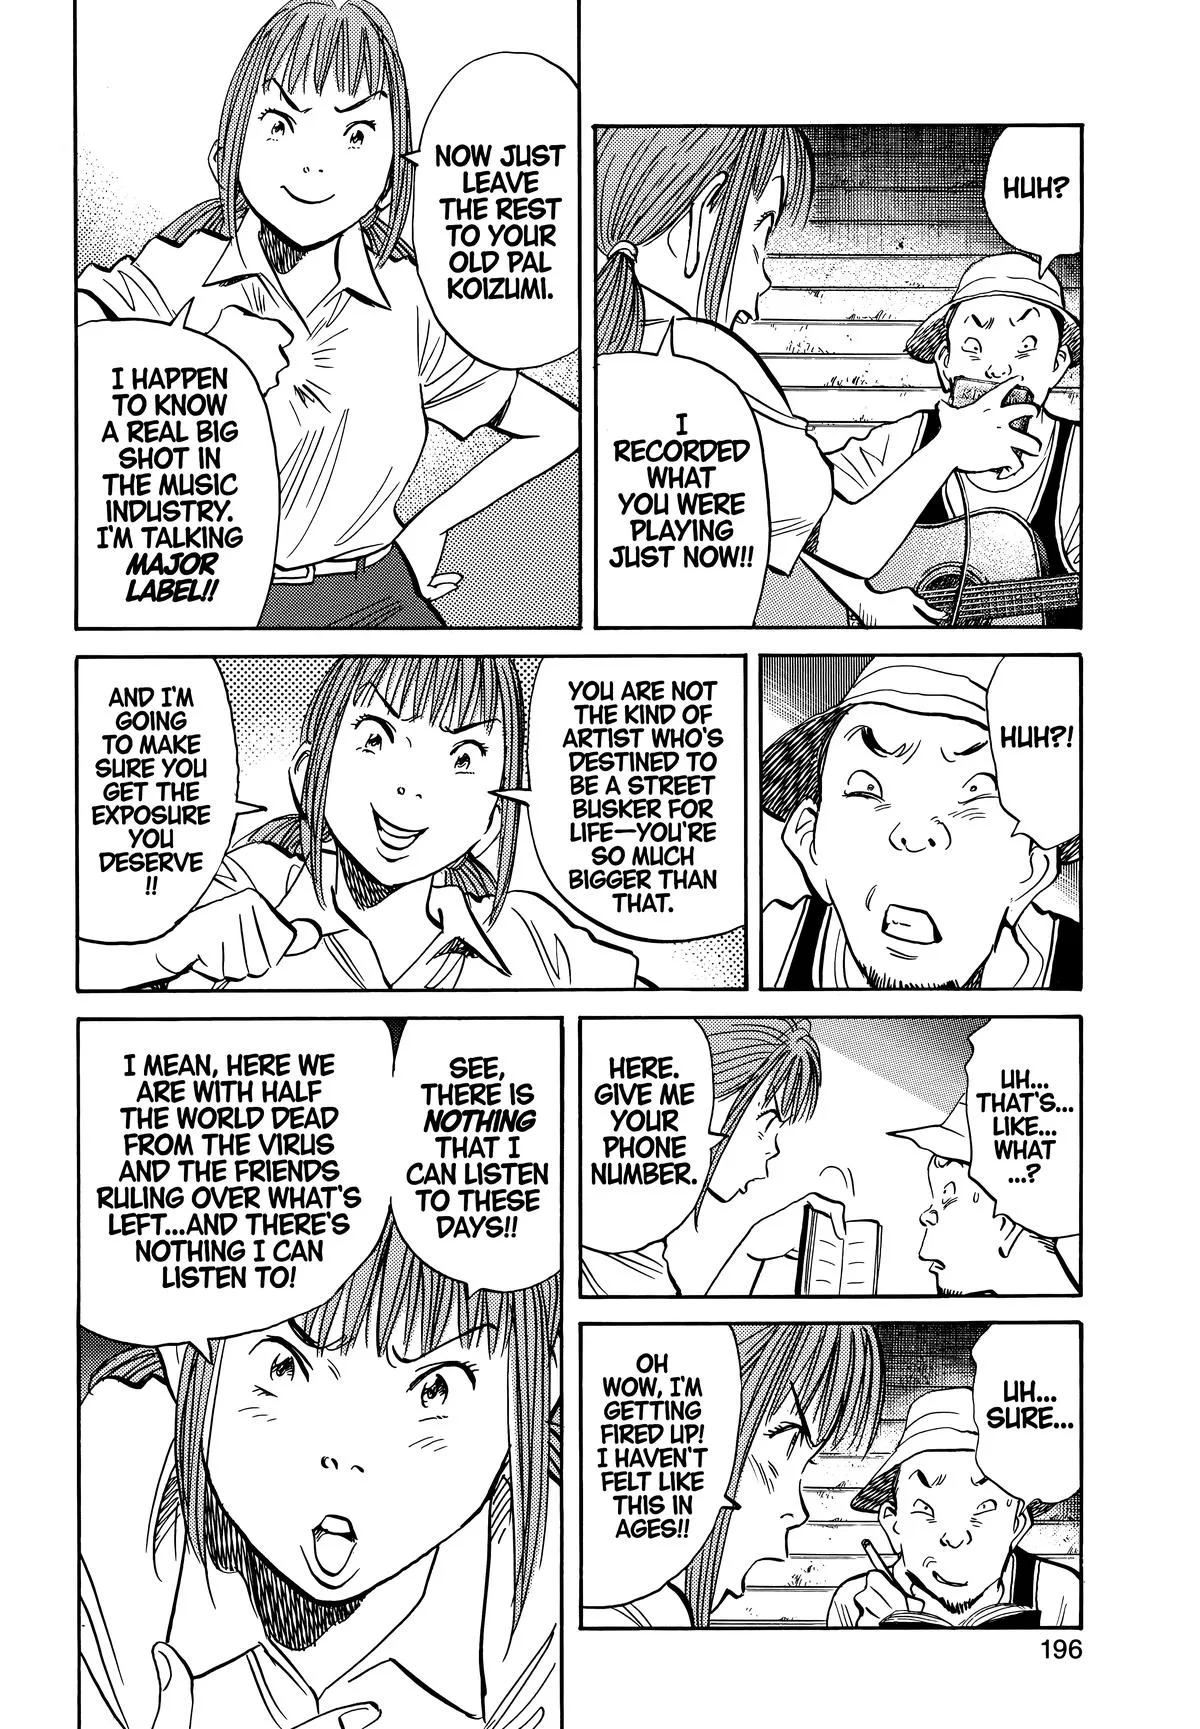 HUH?
I
RECORDED
WHAT
YOU WERE
PLAYING
JUST NOW!!
NOW JUST
LEAVE
THE REST
TO YOUR
OLD PAL
KOIZUMI.
I HAPPEN
TO KNOW
A REAL BIG
SHOT IN
THE MUSIC
INDUSTRY.
I'M TALKING
MAJOR
LABEL!!
HUH?!
YOU ARE NOT
THE KIND OF
ARTIST WHO'S
DESTINED TO
BE A STREET
BUSKER FOR
LIFE—YOU'RE
SO MUCH
BIGGER THAN
THAT.
AND I'M
GOING
TO MAKE
SURE YOU
GET THE
EXPOSURE
YOU
DESERVE
!!
UH...
THAT'S...
LIKE...
WHAT
...?
HERE.
GIVE ME
YOUR
PHONE
NUMBER.
UH...
SURE...
OH
WOW, I'M
GETTING
FIRED UP!
I HAVEN'T
FELT LIKE
THIS IN
AGES!!
SEE,
THERE IS
NOTHING
THAT I
CAN LISTEN
TO THESE
DAYS!!
I MEAN, HERE WE
ARE WITH HALF
THE WORLD DEAD
FROM THE VIRUS
AND THE FRIENDS
RULING OVER WHAT'S
LEFT...AND THERE'S
NOTHING I CAN
LISTEN TO!
196